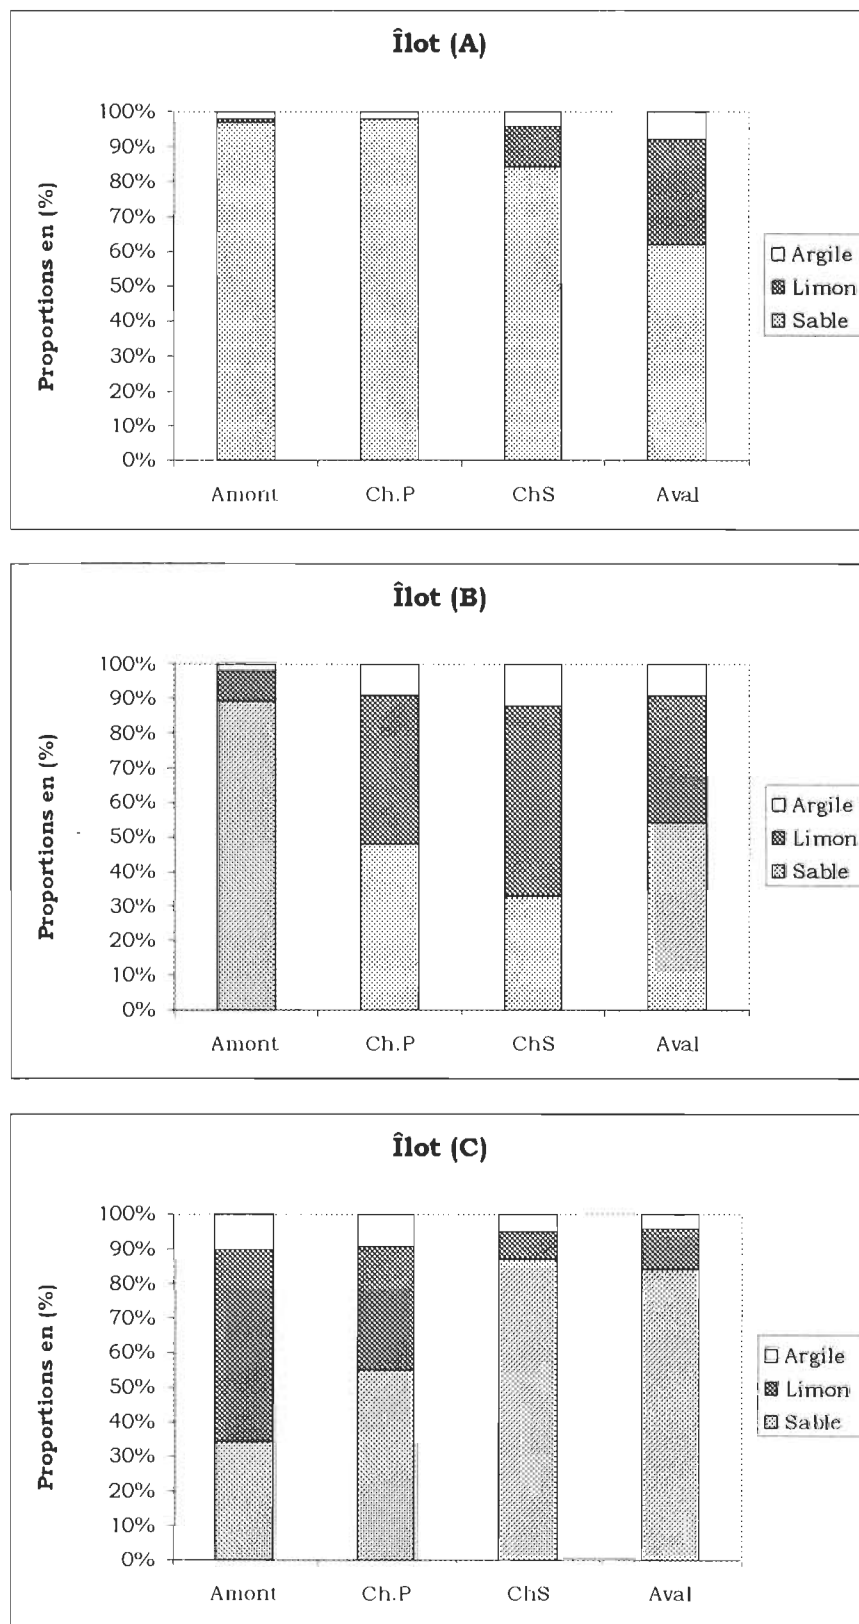 Îlot (A)
Proportions en (%)
100%
90%
80%
70%
60%
50%
40%
30%
20%
10%
0%
Amont Ch.P ChS Aval
Argile
Limon
Sable
Îlot (B)
Proportions en (%)
100%
90%
80%
70%
60%
50%
40%
30%
20%
10%
0%
Amont Ch.P ChS Aval
Argile
Limon
Sable
Îlot (C)
Proportions en (%)
100%
90%
80%
70%
60%
50%
40%
30%
20%
10%
0%
Amont Ch.P ChS Aval
Argile
Limon
Sable